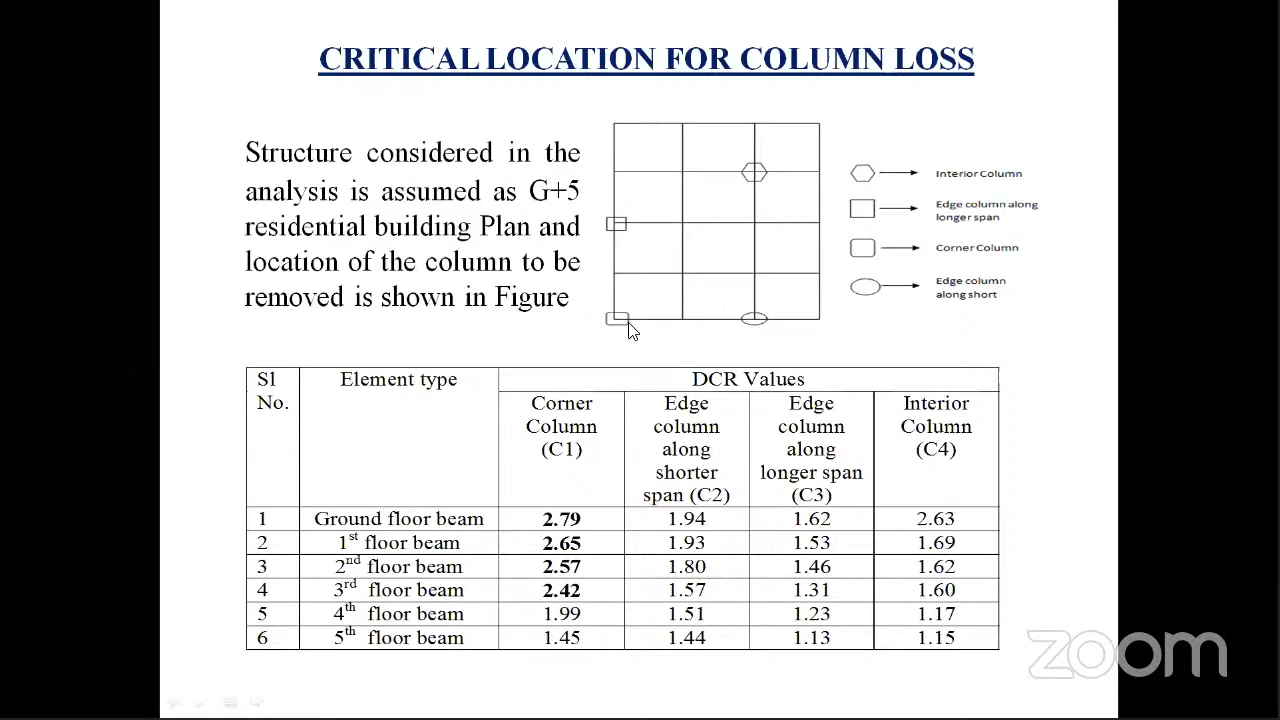 CRITICAL LOCATION FOR COLUMN LOSS
Structure considered in the
analysis is assumed as G+5
residential building Plan and
location of the column to be
removed is shown in Figure
Interior Column
Edge column along
longer span
Corner Column
Edge column
along short
Sl No. Element type DCR Values
Corner Column (C1) Edge column along shorter span (C2) Edge column along longer span (C3) Interior Column (C4)
1 Ground floor beam 2.79 1.94 1.62 2.63
2 1st floor beam 2.65 1.93 1.53 1.69
3 2nd floor beam 2.57 1.80 1.46 1.62
4 3rd floor beam 2.42 1.57 1.31 1.60
5 4th floor beam 1.99 1.51 1.23 1.17
6 5th floor beam 1.45 1.44 1.13 1.15
zoom